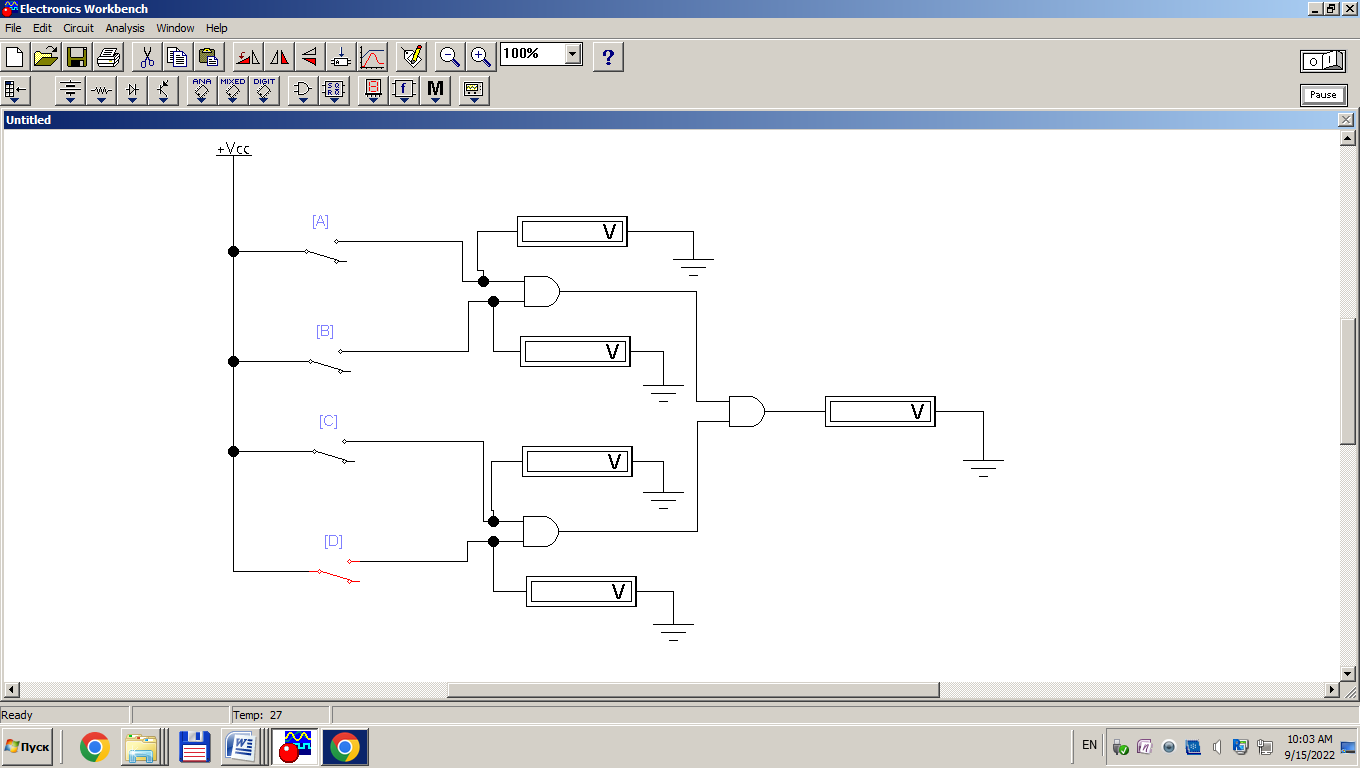 Electronics Workbench
File Edit Circuit Analysis Window Help
100%
?
O I
ANA MIXED DIGIT
f M
Pause
Untitled
+Vcc
[A]
V
[B]
V
[C]
V
V
[D]
V
Ready
Temp: 27
Пуск
EN
10:03 AM
9/15/2022